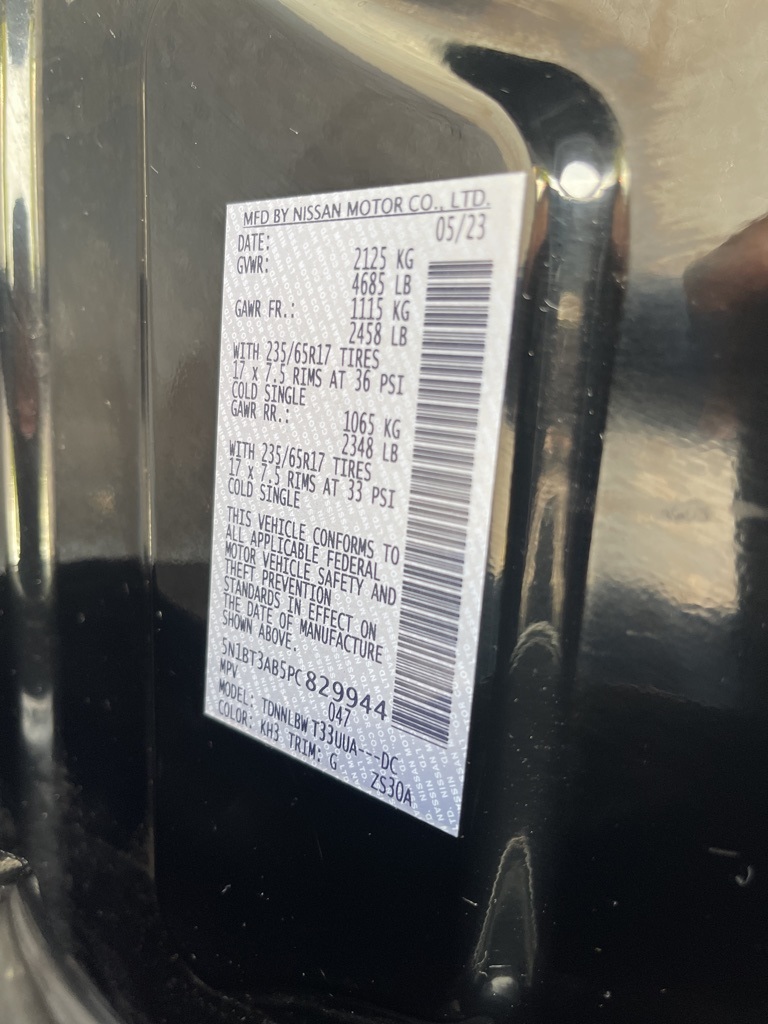 MFD BY NISSAN MOTOR CO., LTD.
DATE: 05/23
GVWR: 2125 KG
4685 LB
GAWR FR.: 1115 KG
2458 LB
WITH 235/65R17 TIRES
17 X 7.5 RIMS AT 36 PSI
COLD SINGLE
GAWR RR.: 1065 KG
2348 LB
WITH 235/65R17 TIRES
17 X 7.5 RIMS AT 33 PSI
COLD SINGLE
THIS VEHICLE CONFORMS TO
ALL APPLICABLE FEDERAL
MOTOR VEHICLE SAFETY AND
THEFT PREVENTION
STANDARDS IN EFFECT ON
THE DATE OF MANUFACTURE
SHOWN ABOVE.
5N1BT3AB5PC829944
MPV 047
MODEL: TDNNLBWT33UUA---DC
COLOR: KH3 TRIM: G ZS30A